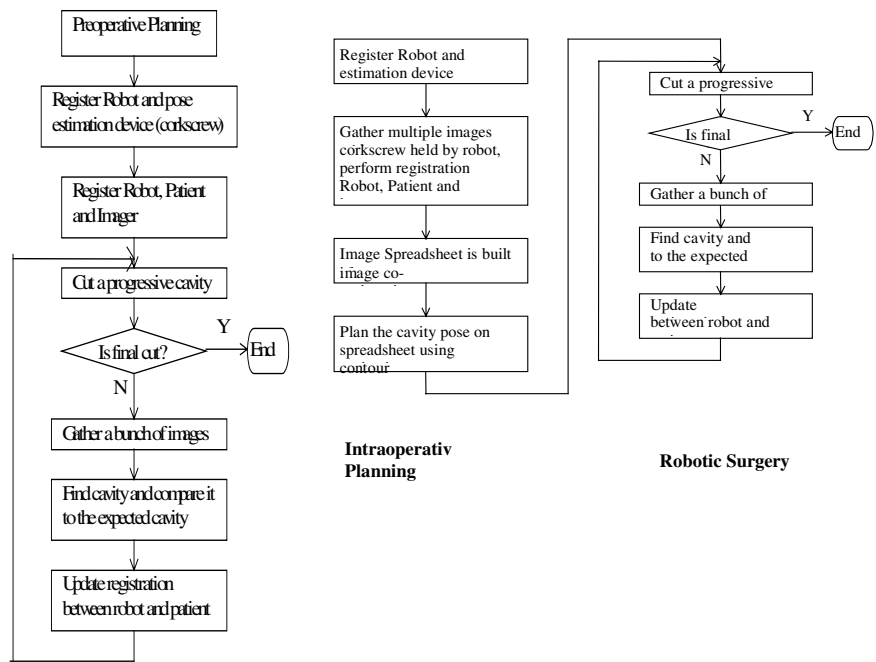 Preoperative Planning
Register Robot and pose
estimation device (corkscrew)
Register Robot, Patient
and Imager
Cut a progressive cavity
Is final cut?
Y
End
N
Gather a bunch of images
Find cavity and compare it
to the expected cavity
Update registration
between robot and patient
Register Robot and
estimation device
Gather multiple images
corkscrew held by robot,
perform registration
Robot, Patient and
Image Spreadsheet is built
image co-
Plan the cavity pose on
spreadsheet using
contour
Intraoperativ
Planning
Cut a progressive
Is final
Y
End
N
Gather a bunch of
Find cavity and
to the expected
Update
between robot and
Robotic Surgery